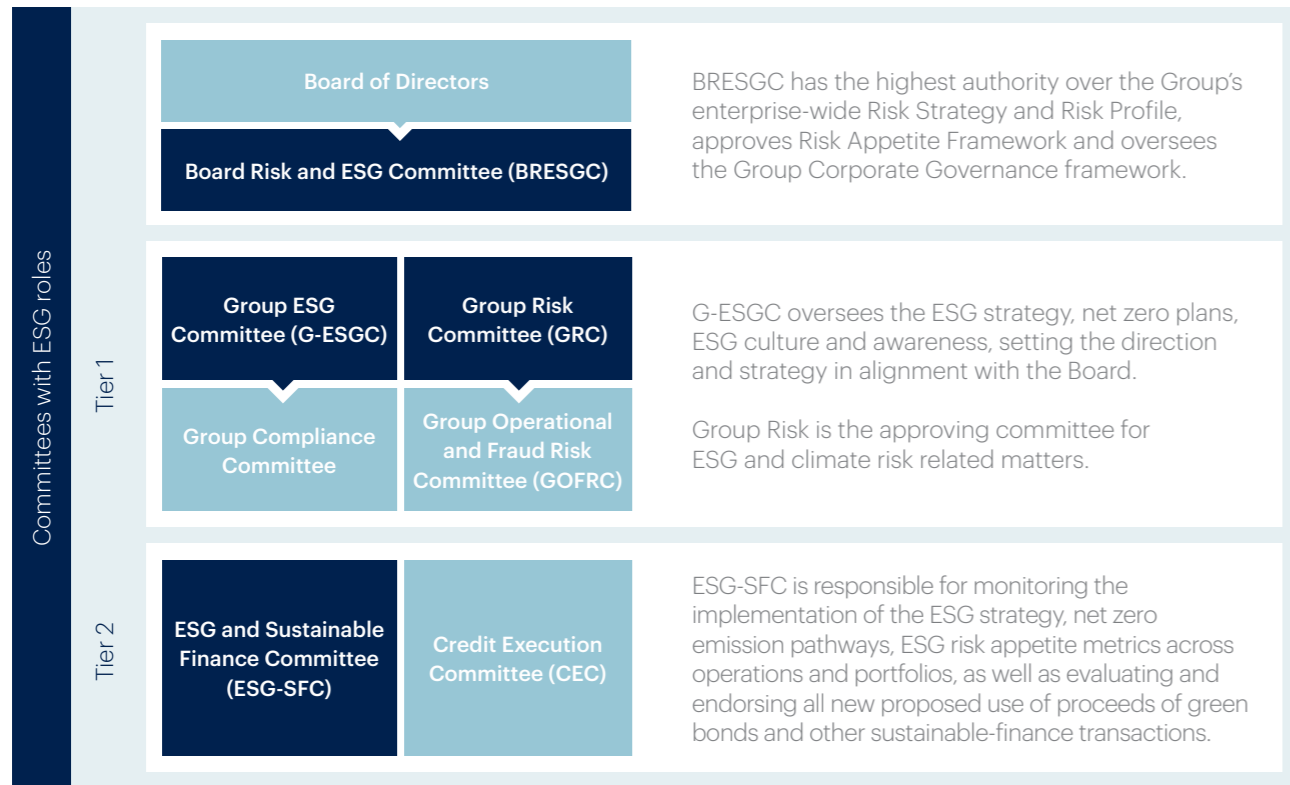 Committees with ESG roles
Board of Directors
Board Risk and ESG Committee (BRESGC)
BRESGC has the highest authority over the Group's
enterprise-wide Risk Strategy and Risk Profile,
approves Risk Appetite Framework and oversees
the Group Corporate Governance framework.
Tier 1
Group ESG
Committee (G-ESGC)
Group Risk
Committee (GRC)
Group Compliance
Committee
Group Operational
and Fraud Risk
Committee (GOFRC)
G-ESGC oversees the ESG strategy, net zero plans,
ESG culture and awareness, setting the direction
and strategy in alignment with the Board.
Group Risk is the approving committee for
ESG and climate risk related matters.
Tier 2
ESG and Sustainable
Finance Committee
(ESG-SFC)
Credit Execution
Committee (CEC)
ESG-SFC is responsible for monitoring the
implementation of the ESG strategy, net zero
emission pathways, ESG risk appetite metrics across
operations and portfolios, as well as evaluating and
endorsing all new proposed use of proceeds of green
bonds and other sustainable-finance transactions.